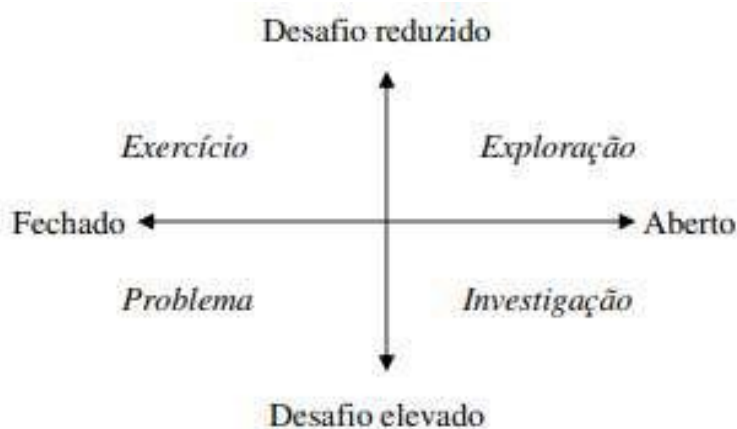 Desafio reduzido
Exercício Exploração
Fechado Aberto
Problema Investigação
Desafio elevado